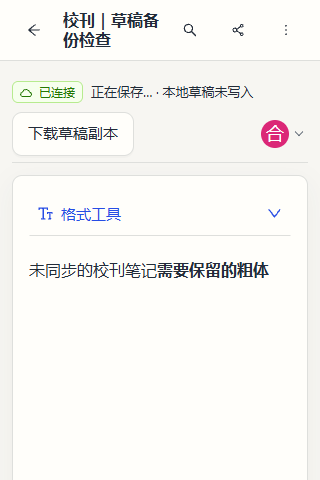 校刊 | 草稿备
份检查
已连接 正在保存... · 本地草稿未写入
下载草稿副本 合
格式工具
未同步的校刊笔记需要保留的粗体